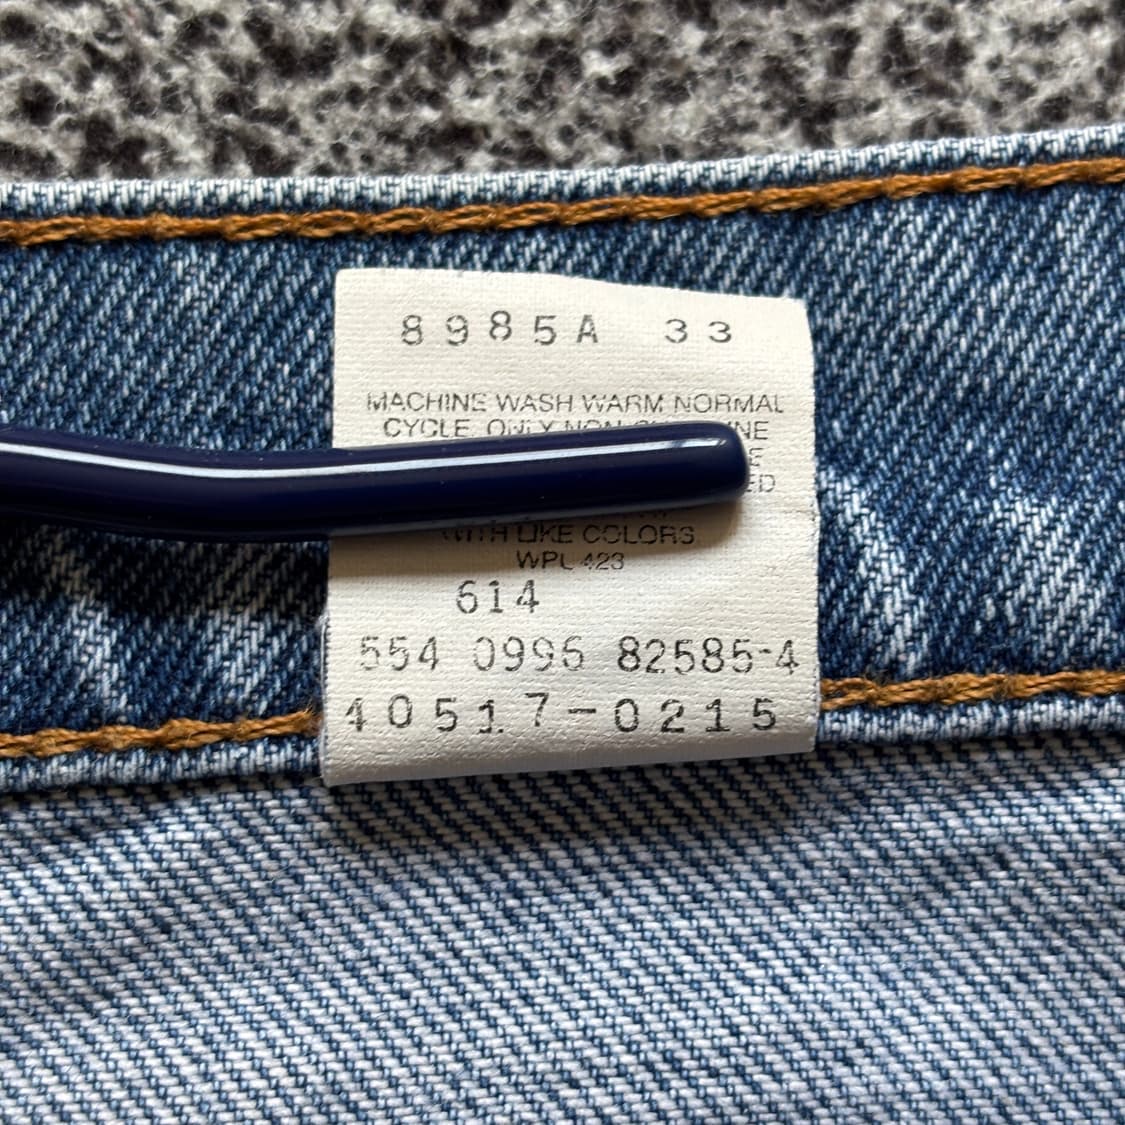 8985A 33
MACHINE WASH WARM NORMAL
CYCLE. ONLY
WITH LIKE COLORS
WPL 423
614
554 0996 82585-4
40517-0215